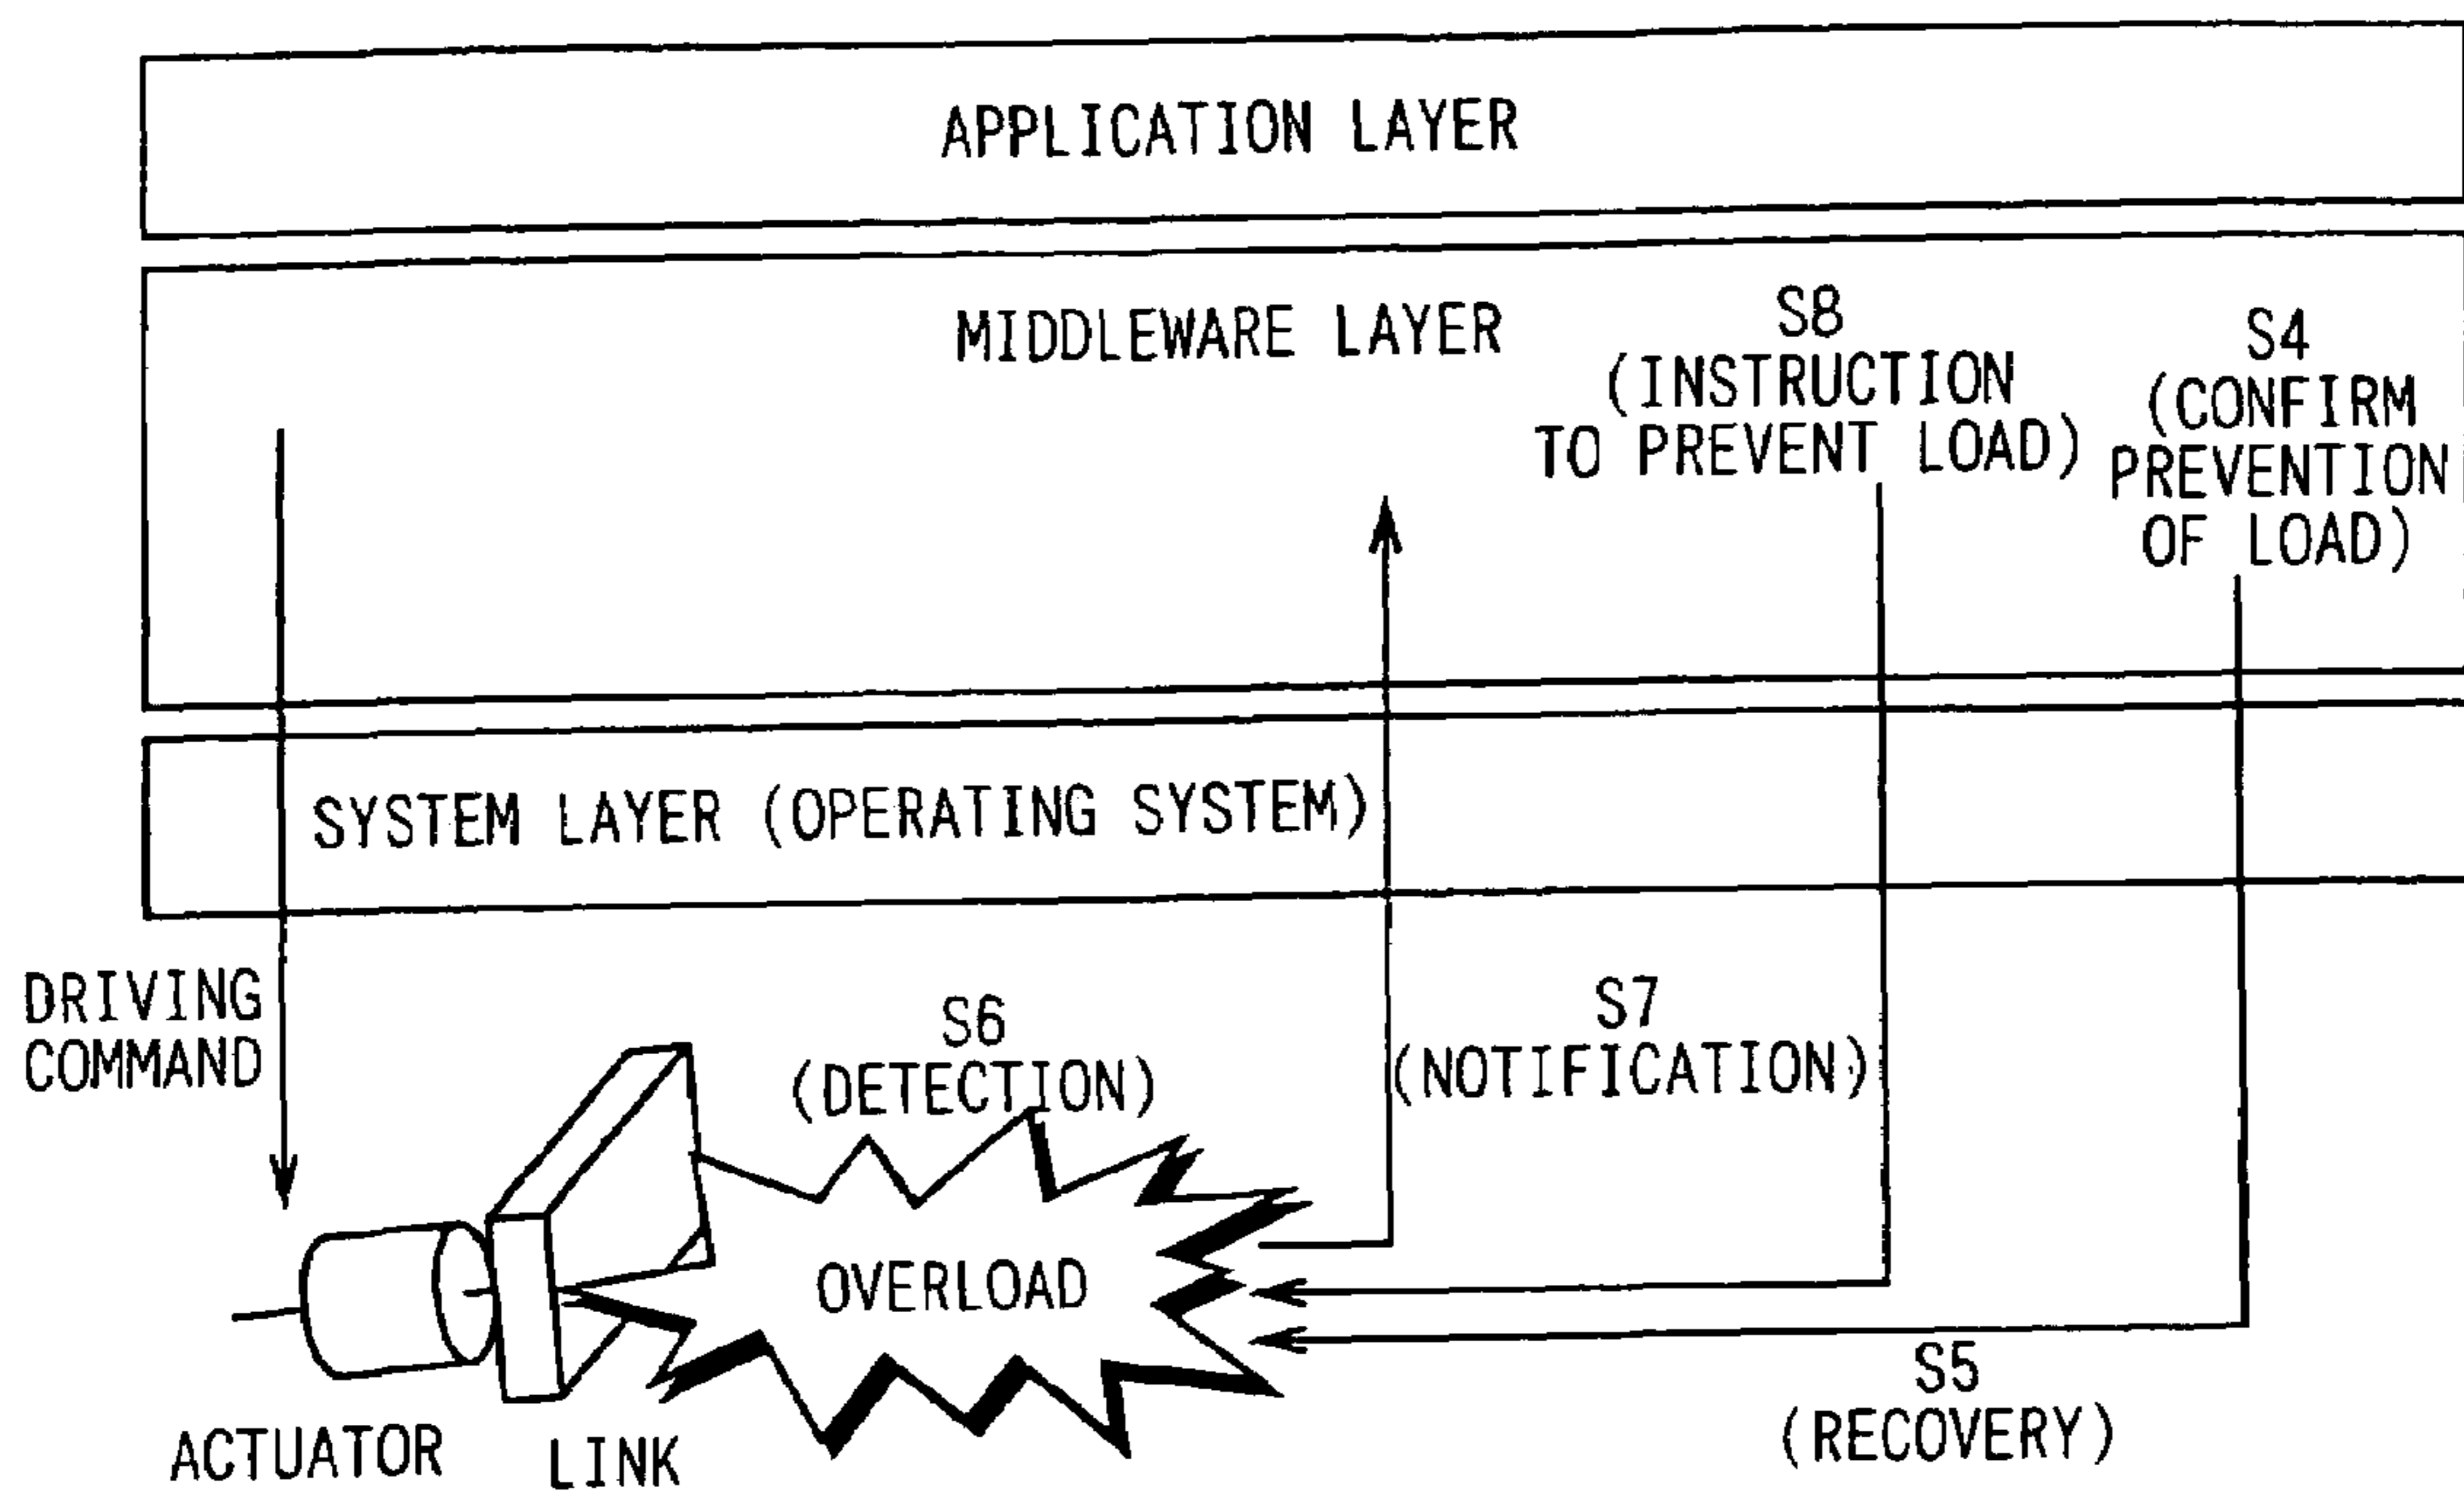 APPLICATION LAYER
MIDDLEWARE LAYER
S8
(INSTRUCTION
TO PREVENT LOAD)
S4
(CONFIRM
PREVENTION
OF LOAD)
SYSTEM LAYER (OPERATING SYSTEM)
DRIVING
COMMAND
S6
(DETECTION)
S7
(NOTIFICATION)
OVERLOAD
S5
(RECOVERY)
ACTUATOR
LINK